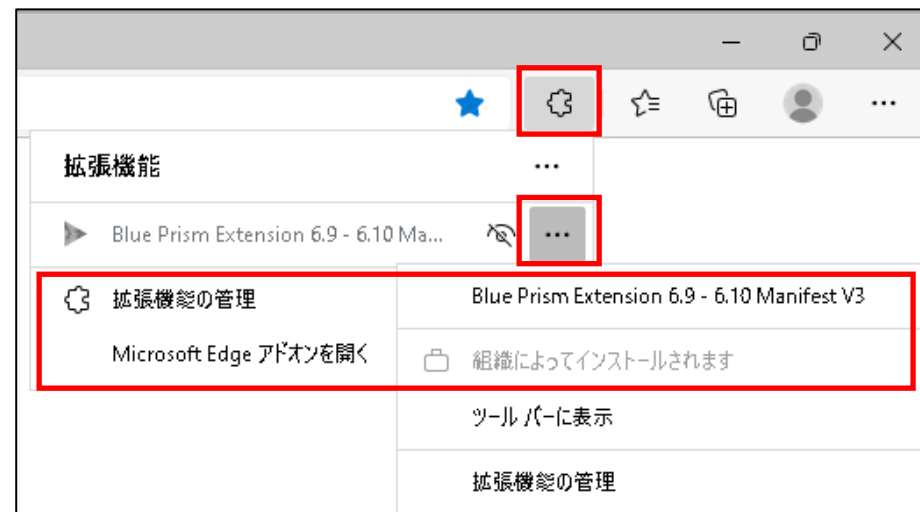 拡張機能
Blue Prism Extension 6.9 - 6.10 Ma...
拡張機能の管理
Microsoft Edge アドオンを開く
Blue Prism Extension 6.9 - 6.10 Manifest V3
組織によってインストールされます
ツール バーに表示
拡張機能の管理